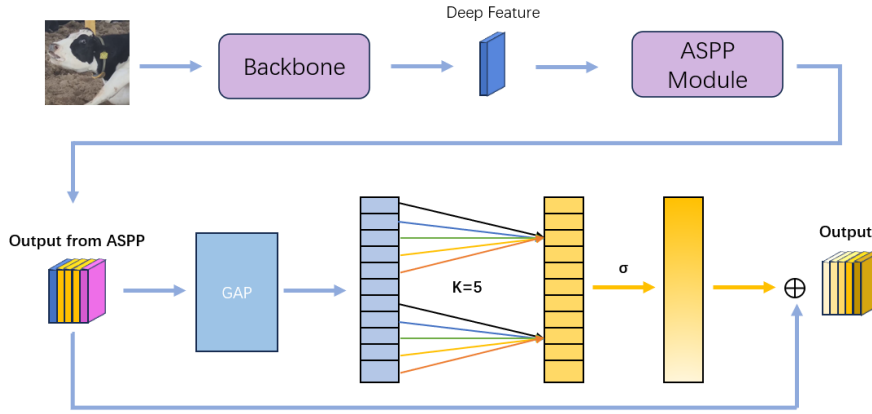 Deep Feature
Backbone
ASPP
Module
Output from ASPP
GAP
K=5
σ
Output